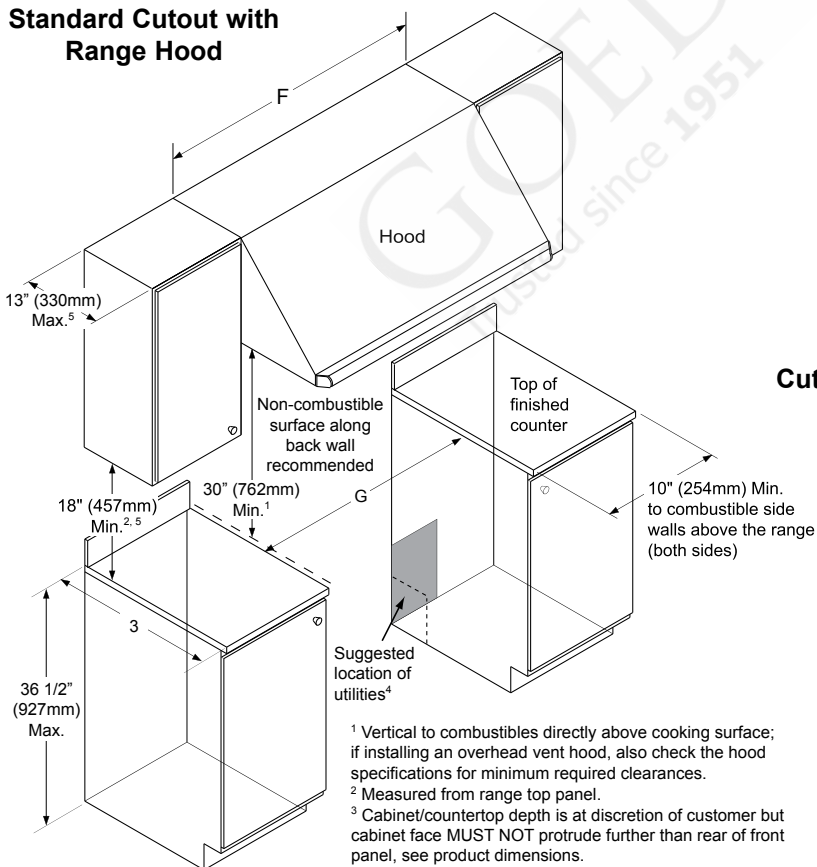 Standard Cutout with
Range Hood
F
Hood
13” (330mm)
Max.5
Non-combustible
surface along
back wall
recommended
Top of
finished
counter
Cut
18" (457mm)
Min.2, 5
30” (762mm)
Min.1
G
10" (254mm) Min.
to combustible side
walls above the range
(both sides)
3
Suggested
location of
utilities4
36 1/2”
(927mm)
Max.
1 Vertical to combustibles directly above cooking surface;
if installing an overhead vent hood, also check the hood
specifications for minimum required clearances.
2 Measured from range top panel.
3 Cabinet/countertop depth is at discretion of customer but
cabinet face MUST NOT protrude further than rear of front
panel, see product dimensions.
GOED
Trusted since 1951